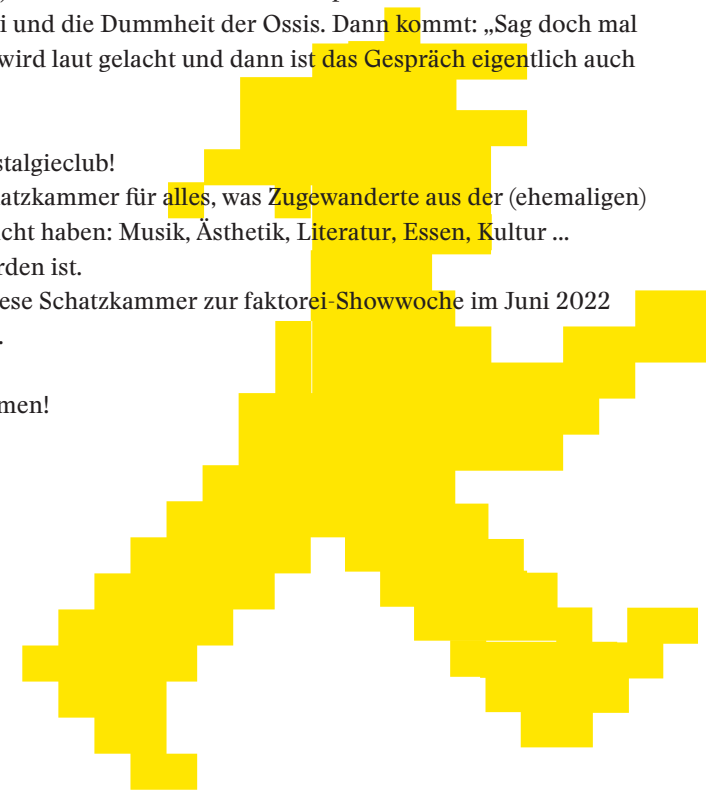 i und die Dummheit der Ossis. Dann kommt: „Sag doch mal
wird laut gelacht und dann ist das Gespräch eigentlich auch
stalgieclub!
atzkammer für alles, was Zugewanderte aus der (ehemaligen)
cht haben: Musik, Ästhetik, Literatur, Essen, Kultur ...
rden ist.
ese Schatzkammer zur faktorei-Showwoche im Juni 2022
.
men!